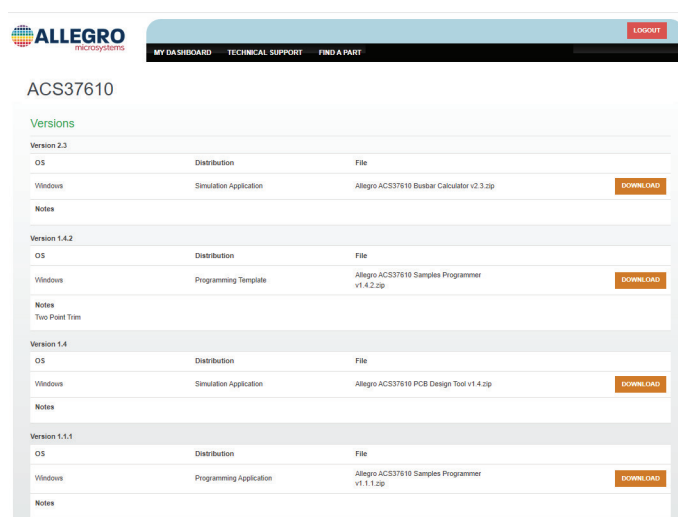 ALLEGRO
microsystems
LOGOUT
MY DASHBOARD TECHNICAL SUPPORT FIND A PART
ACS37610
Versions
Version 2.3
OS Distribution File
Windows Simulation Application Allegro ACS37610 Busbar Calculator v2.3.zip DOWNLOAD
Notes
Version 1.4.2
OS Distribution File
Windows Programming Template Allegro ACS37610 Samples Programmer
v1.4.2.zip DOWNLOAD
Notes
Two Point Trim
Version 1.4
OS Distribution File
Windows Simulation Application Allegro ACS37610 PCB Design Tool v1.4.zip DOWNLOAD
Notes
Version 1.1.1
OS Distribution File
Windows Programming Application Allegro ACS37610 Samples Programmer
v1.1.1.zip DOWNLOAD
Notes